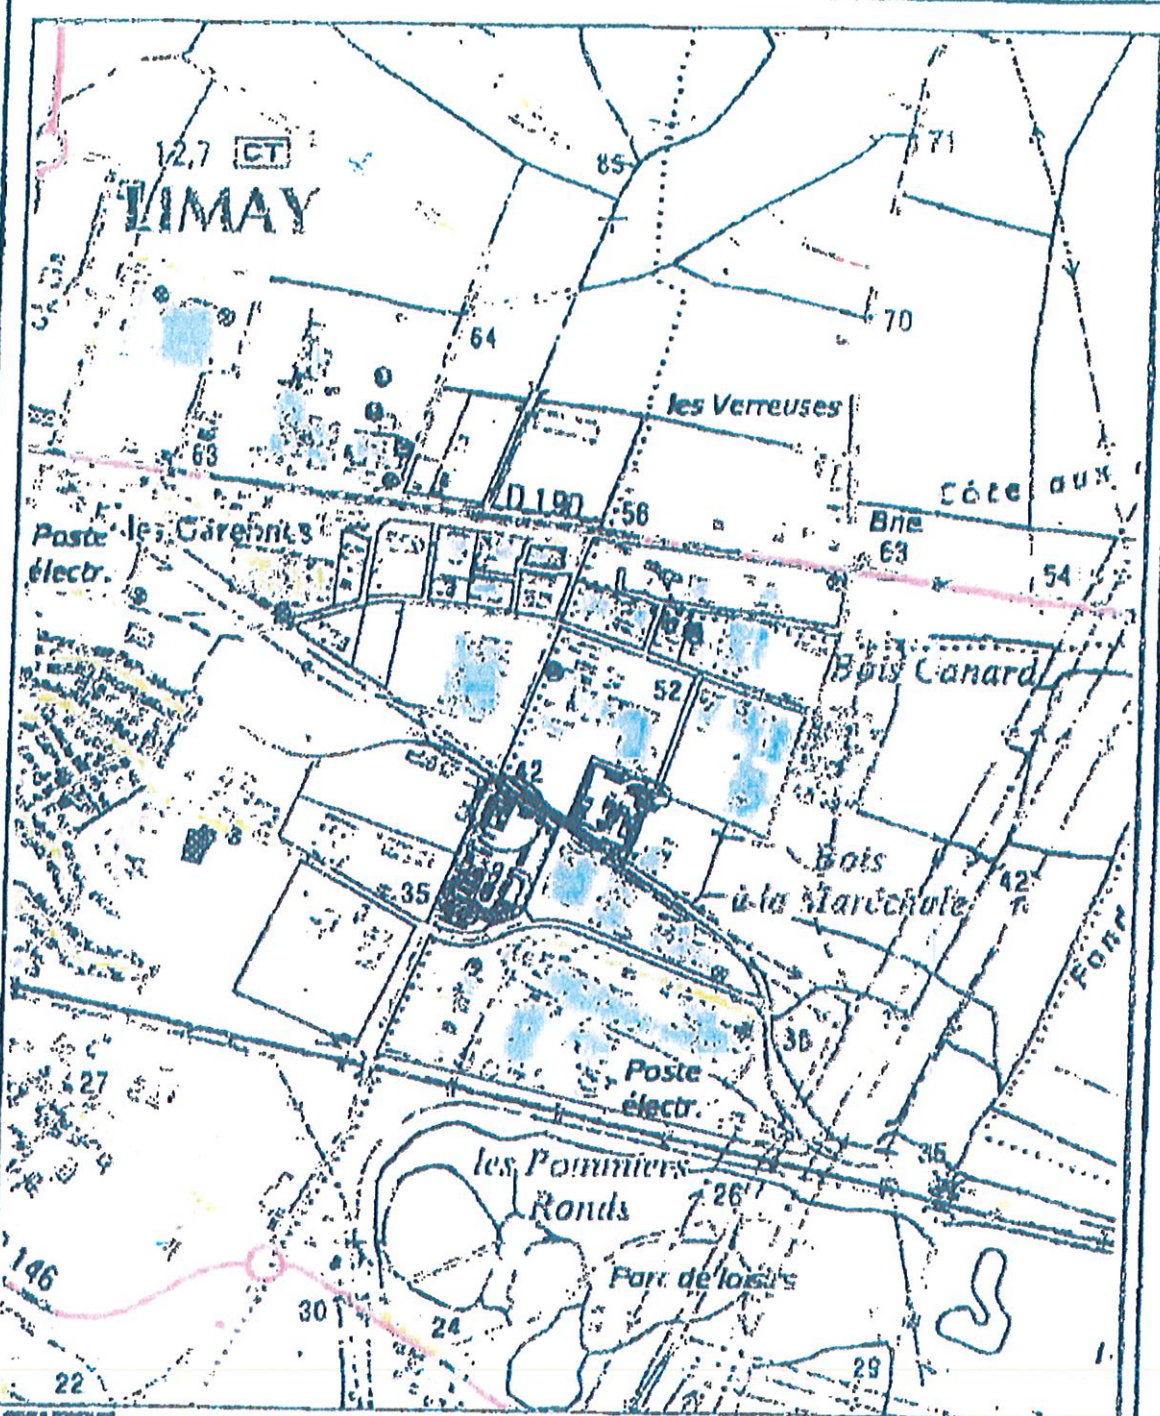 71
85
12,7 CT
LIMAY
70
64
les Verreuses
63
D 190
56
Côte aux
Brie
63
54
les Garennes
Poste
électr.
Bois Canard
52
42
Bois
à la Maréchale
42
35
Font
38
27
Poste
électr.
les Pommiers
Ronds
26
35
146
Parc de loisirs
30
24
29
22